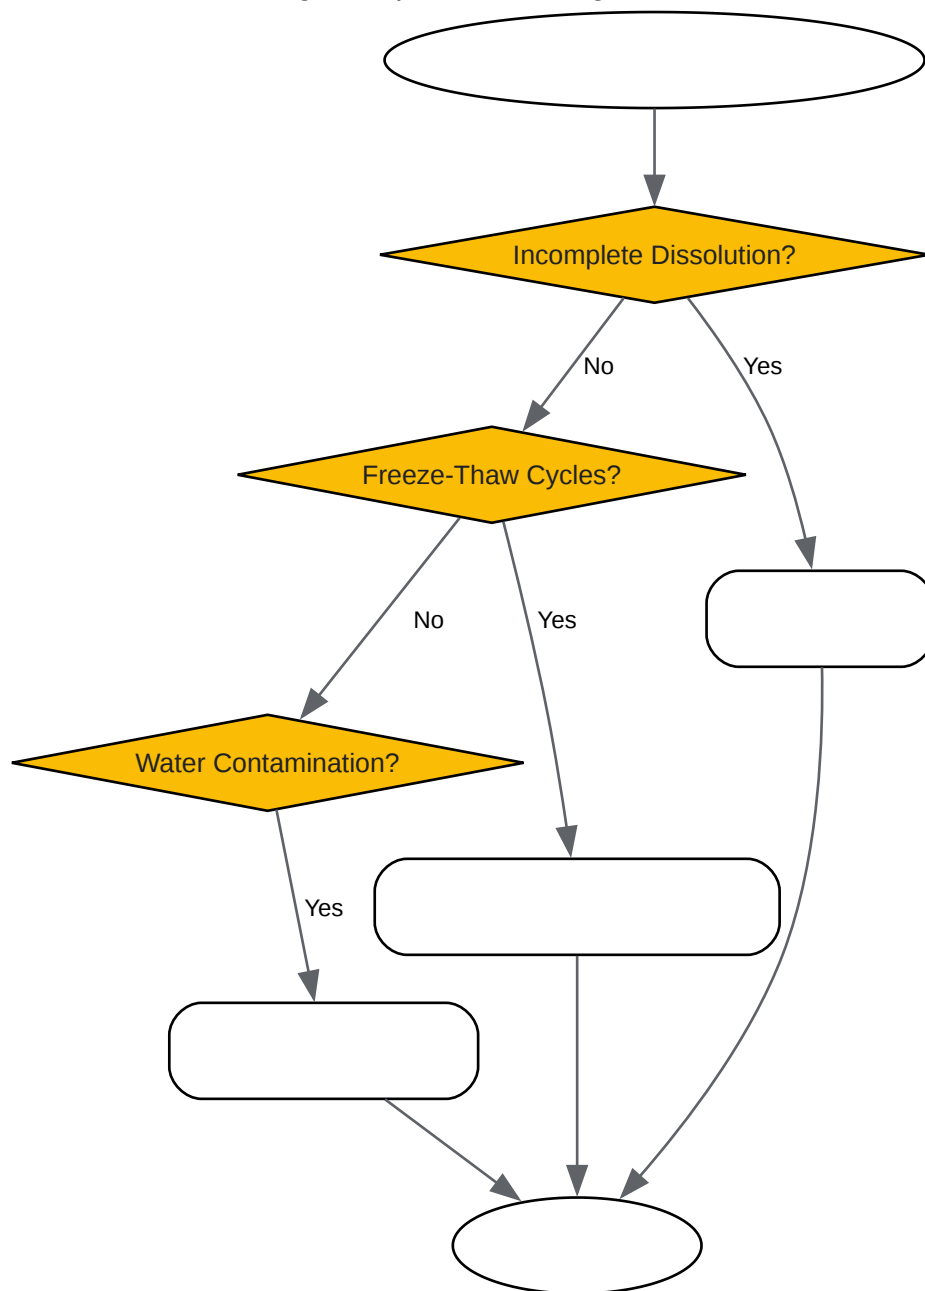 Incomplete Dissolution?
No
Yes
Freeze-Thaw Cycles?
No
Yes
Water Contamination?
Yes